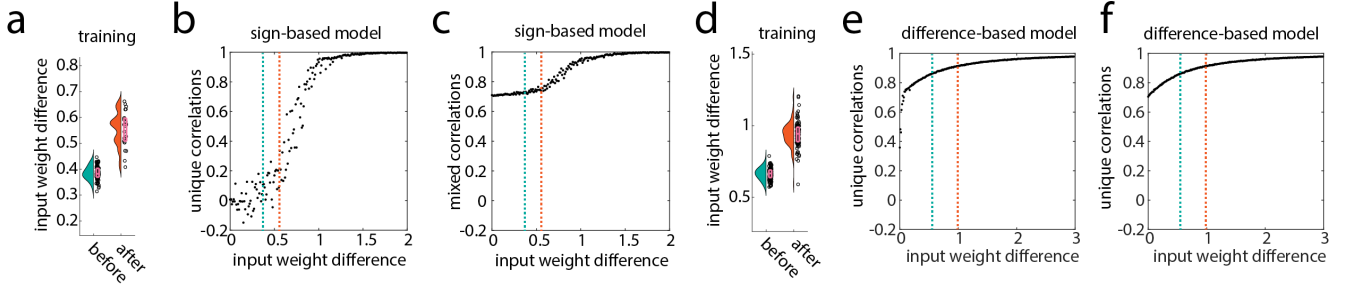 a
training
input weight difference
0.8
0.7
0.6
0.5
0.4
0.3
0.2
before
after
b
sign-based model
unique correlations
1
0.8
0.6
0.4
0.2
0
-0.2
0
0.5
1
1.5
2
input weight difference
c
sign-based model
mixed correlations
1
0.8
0.6
0.4
0.2
0
-0.2
0
0.5
1
1.5
2
input weight difference
d
training
input weight difference
1.5
1
0.5
before
after
e
difference-based model
unique correlations
1
0.8
0.6
0.4
0.2
0
-0.2
0
1
2
3
input weight difference
f
difference-based model
unique correlations
1
0.8
0.6
0.4
0.2
0
-0.2
0
1
2
3
input weight difference